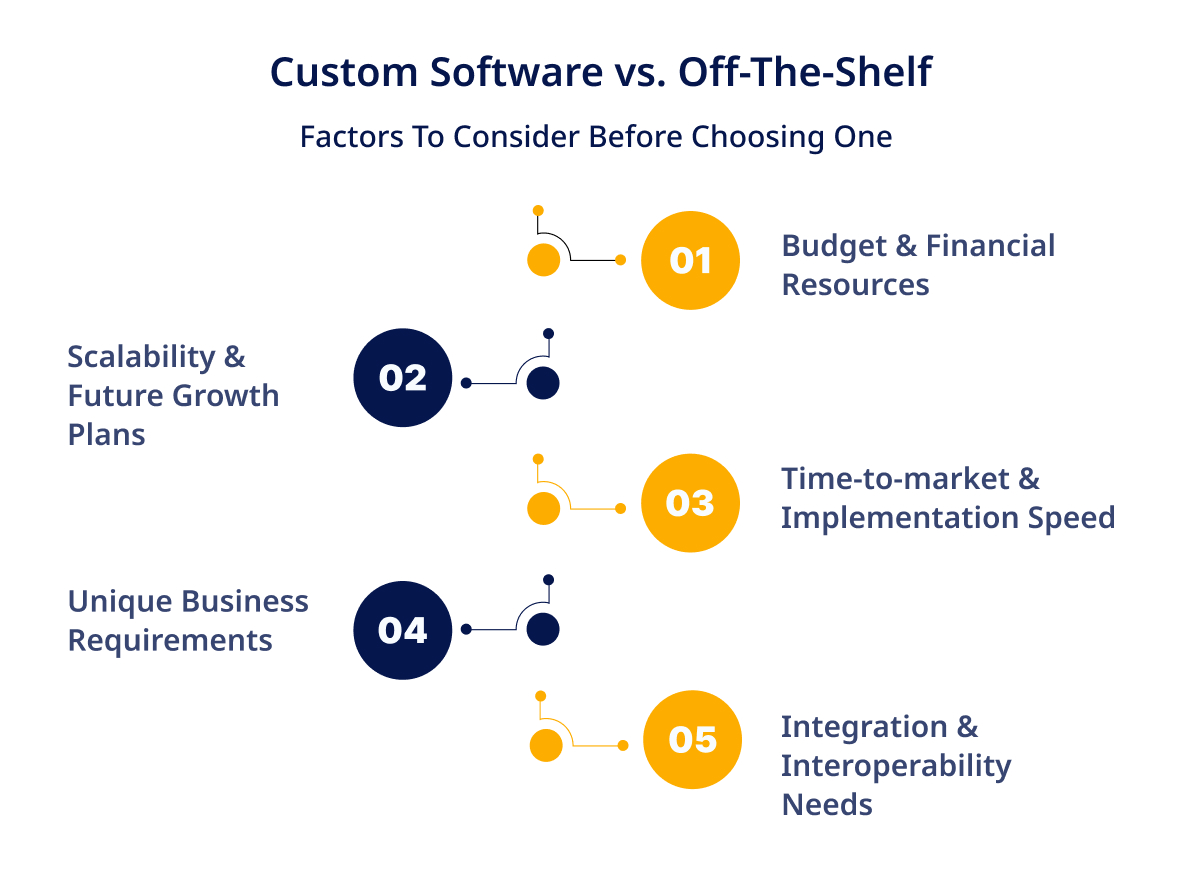 Custom Software vs. Off-The-Shelf
Factors To Consider Before Choosing One
01
Budget & Financial
Resources
02
Scalability &
Future Growth
Plans
03
Time-to-market &
Implementation Speed
04
Unique Business
Requirements
05
Integration &
Interoperability
Needs